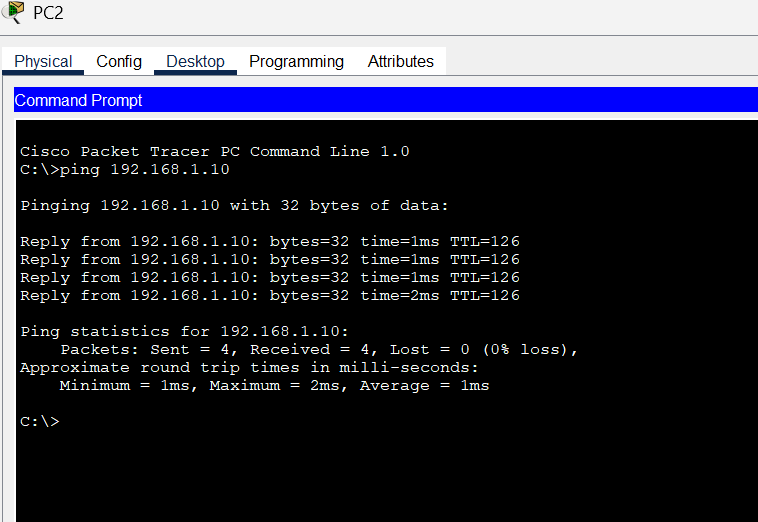 PC2
Physical Config Desktop Programming Attributes
Command Prompt
Cisco Packet Tracer PC Command Line 1.0
C:\>ping 192.168.1.10
Pinging 192.168.1.10 with 32 bytes of data:
Reply from 192.168.1.10: bytes=32 time=1ms TTL=126
Reply from 192.168.1.10: bytes=32 time=1ms TTL=126
Reply from 192.168.1.10: bytes=32 time=1ms TTL=126
Reply from 192.168.1.10: bytes=32 time=2ms TTL=126
Ping statistics for 192.168.1.10:
    Packets: Sent = 4, Received = 4, Lost = 0 (0% loss),
Approximate round trip times in milli-seconds:
    Minimum = 1ms, Maximum = 2ms, Average = 1ms
C:\>